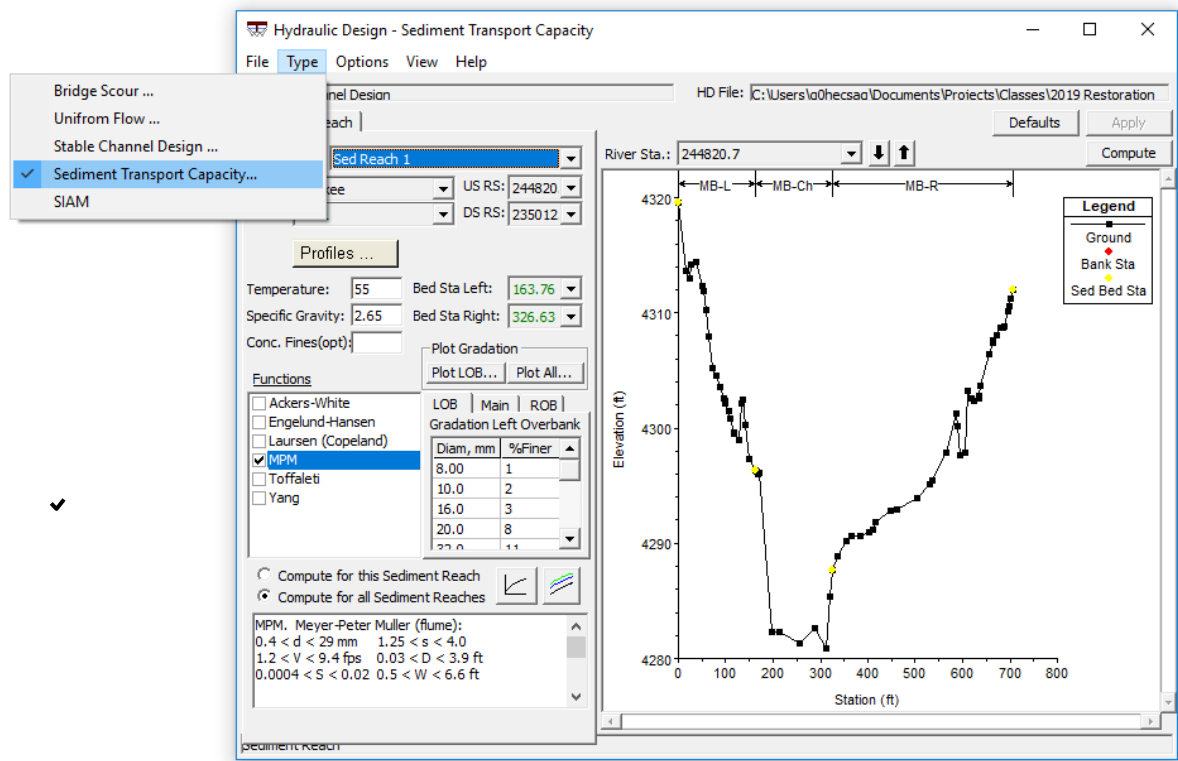 Hydraulic Design - Sediment Transport Capacity
File Type Options View Help
Bridge Scour ...
Unifrom Flow ...
Stable Channel Design ...
Sediment Transport Capacity...
SIAM
nel Design
HD File: C:\Users\q0hecsag\Documents\Projects\Classes\2019 Restoration
Defaults Apply
each
Sed Reach 1
River Sta.: 244820.7
Compute
kee
US RS: 244820
DS RS: 235012
Profiles ...
Temperature: 55
Bed Sta Left: 163.76
Specific Gravity: 2.65
Bed Sta Right: 326.63
Conc. Fines(opt):
Plot Gradation
Plot LOB... Plot All...
Functions
Ackers-White
Engelund-Hansen
Laursen (Copeland)
MPM
Toffaleti
Yang
LOB Main ROB
Gradation Left Overbank
Diam, mm %Finer
8.00 1
10.0 2
16.0 3
20.0 8
32.0 11
Compute for this Sediment Reach
Compute for all Sediment Reaches
MPM. Meyer-Peter Muller (flume):
0.4 < d < 29 mm 1.25 < s < 4.0
1.2 < V < 9.4 fps 0.03 < D < 3.9 ft
0.0004 < S < 0.02 0.5 < W < 6.6 ft
Sediment Reach
MB-L MB-Ch MB-R
4320
4310
4300
4290
4280
Elevation (ft)
0 100 200 300 400 500 600 700 800
Station (ft)
Legend
Ground
Bank Sta
Sed Bed Sta